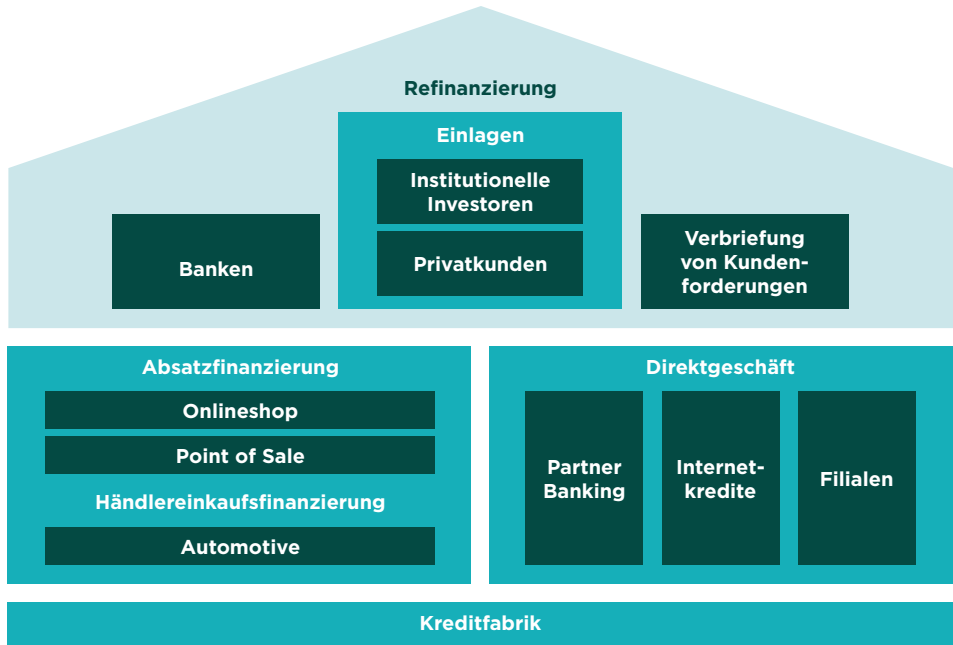 Refinanzierung
Einlagen
Institutionelle
Investoren
Privatkunden
Banken
Verbriefung
von Kunden-
forderungen
Absatzfinanzierung
Onlineshop
Point of Sale
Händlereinkaufsfinanzierung
Automotive
Direktgeschäft
Partner
Banking
Internet-
kredite
Filialen
Kreditfabrik